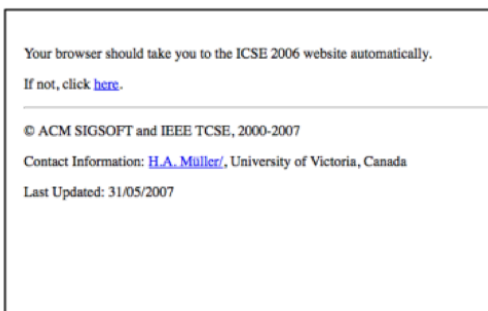 Your browser should take you to the ICSE 2006 website automatically.
If not, click here.
© ACM SIGSOFT and IEEE TCSE, 2000-2007
Contact Information: H.A. Müller/, University of Victoria, Canada
Last Updated: 31/05/2007